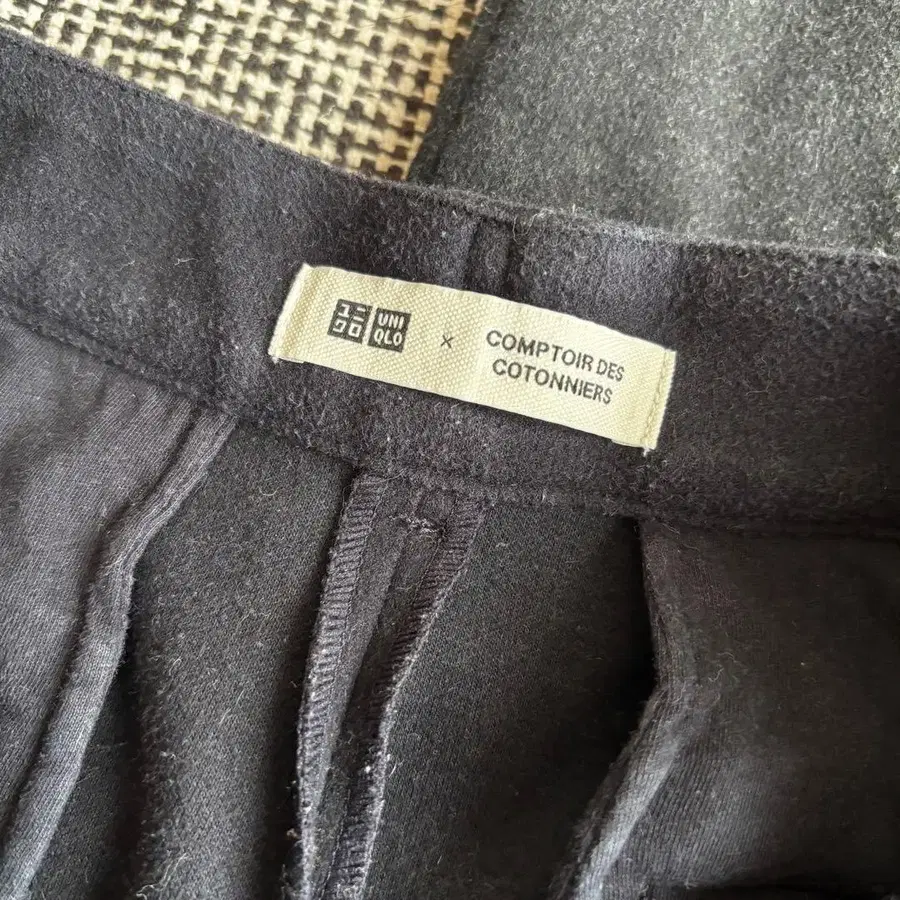 ユニ
クロ
UNI
QLO
x
COMPTOIR DES
COTONNIERS